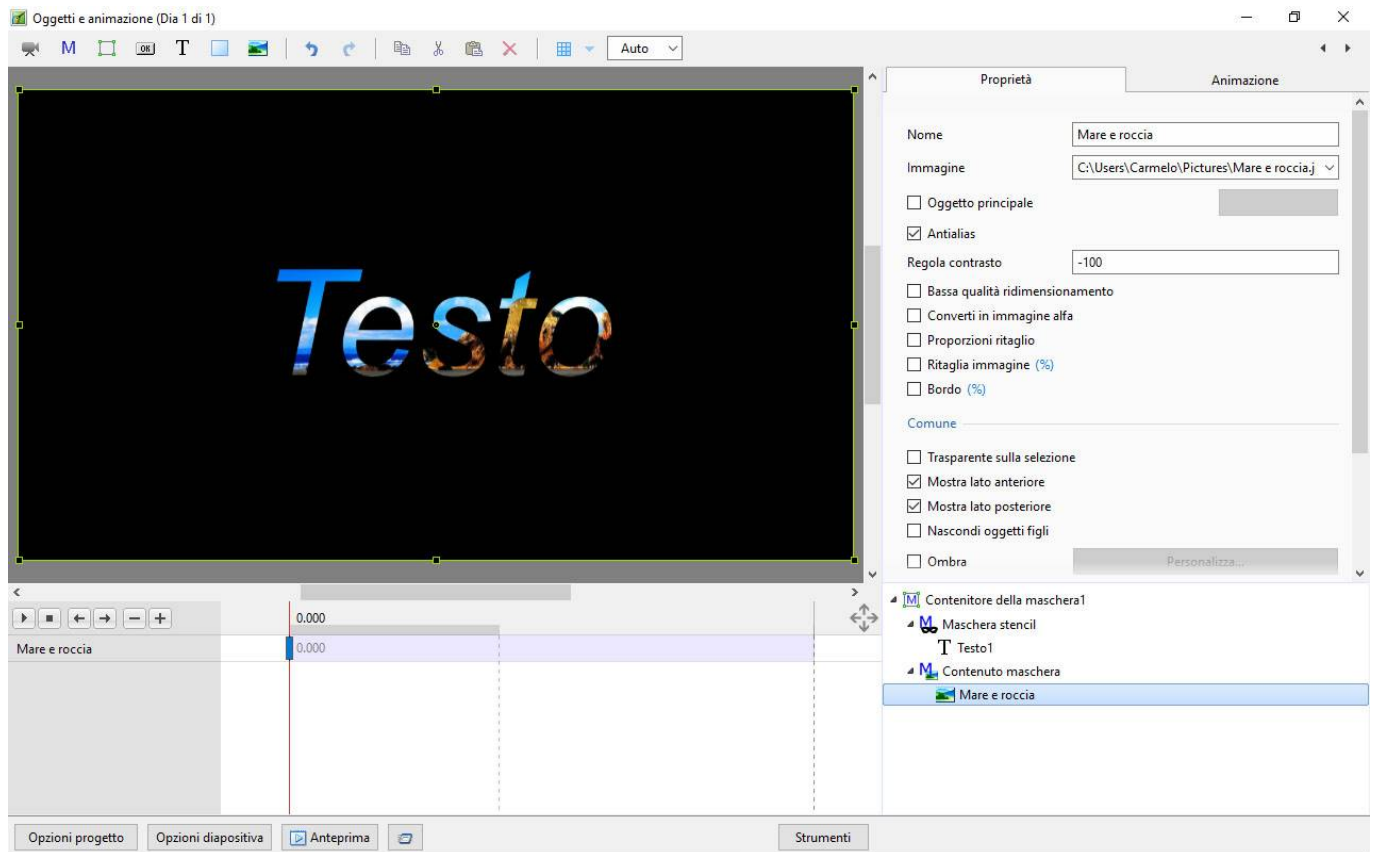 Oggetti e animazione (Dia 1 di 1)
M OK T Auto
Proprietà Animazione
Nome Mare e roccia
Immagine C:\Users\Carmelo\Pictures\Mare e roccia.j
Oggetto principale
Antialias
Regola contrasto -100
Bassa qualità ridimensionamento
Converti in immagine alfa
Proporzioni ritaglio
Ritaglia immagine (%)
Bordo (%)
Comune
Trasparente sulla selezione
Mostra lato anteriore
Mostra lato posteriore
Nascondi oggetti figli
Ombra Personalizza...
Testo
0.000
Mare e roccia 0.000
M Contenitore della maschera1
M Maschera stencil
T Testo1
M Contenuto maschera
Mare e roccia
Opzioni progetto Opzioni diapositiva Anteprima Strumenti